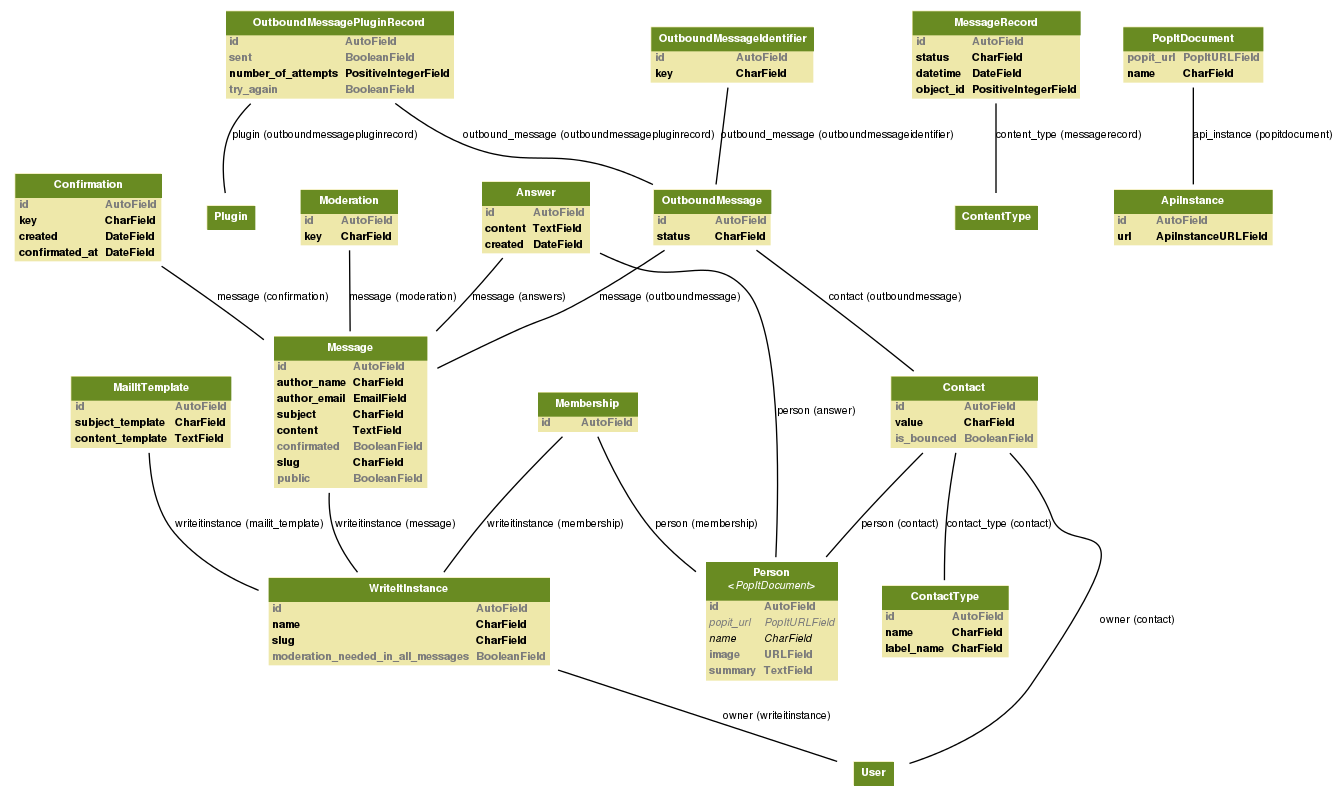 OutboundMessagePluginRecord
id AutoField
sent BooleanField
number_of_attempts PositiveIntegerField
try_again BooleanField
OutboundMessageIdentifier
id AutoField
key CharField
MessageRecord
id AutoField
status CharField
datetime DateField
object_id PositiveIntegerField
PopItDocument
popit_url PopItURLField
name CharField
plugin (outboundmessagepluginrecord)
outbound_message (outboundmessagepluginrecord)
outbound_message (outboundmessageidentifier)
content_type (messagerecord)
api_instance (popitdocument)
Confirmation
id AutoField
key CharField
created DateField
confirmated_at DateField
Plugin
Moderation
id AutoField
key CharField
Answer
id AutoField
content TextField
created DateField
OutboundMessage
id AutoField
status CharField
ContentType
ApiInstance
id AutoField
url ApiInstanceURLField
message (confirmation)
message (moderation)
message (answers)
message (outboundmessage)
contact (outboundmessage)
MailItTemplate
id AutoField
subject_template CharField
content_template TextField
Message
id AutoField
author_name CharField
author_email EmailField
subject CharField
content TextField
confirmated BooleanField
slug CharField
public BooleanField
Membership
id AutoField
person (answer)
Contact
id AutoField
value CharField
is_bounced BooleanField
writeitinstance (mailit_template)
writeitinstance (message)
writeitinstance (membership)
person (membership)
person (contact)
contact_type (contact)
WriteItInstance
id AutoField
name CharField
slug CharField
moderation_needed_in_all_messages BooleanField
Person
<PopItDocument>
id AutoField
popit_url PopItURLField
name CharField
image URLField
summary TextField
ContactType
id AutoField
name CharField
label_name CharField
owner (contact)
owner (writeitinstance)
User